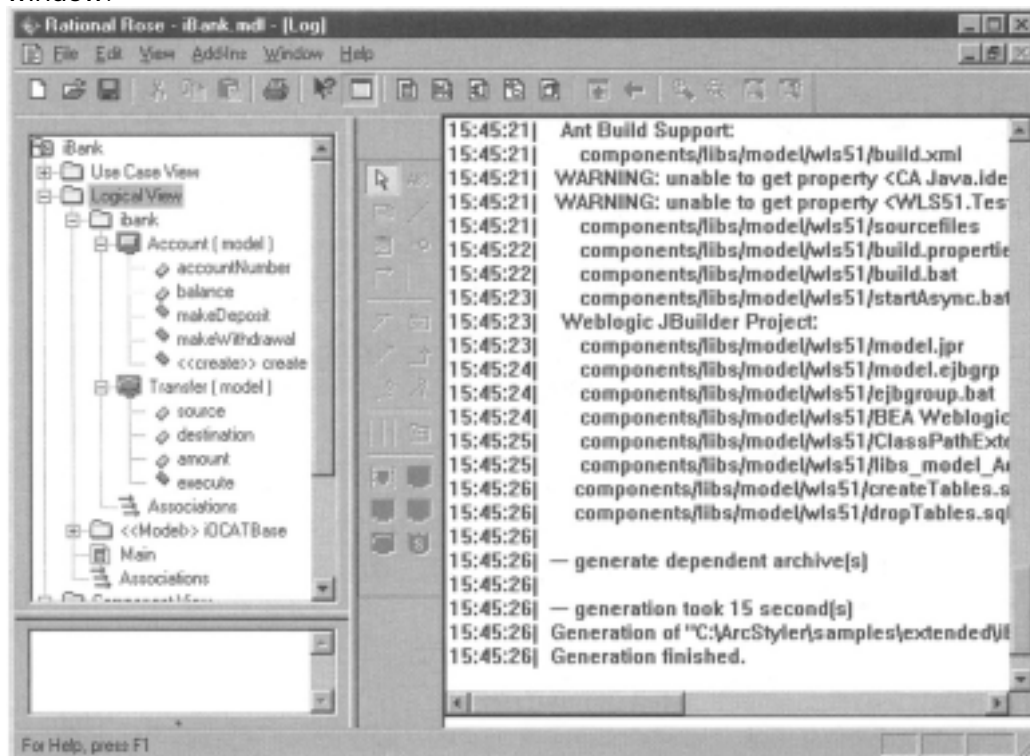 window.
Rational Rose - iBank.mdl - [Log]
File Edit View Add-Ins Window Help
iBank
Use Case View
Logical View
ibank
Account ( model )
accountNumber
balance
makeDeposit
makeWithdrawal
<<create>> create
Transfer ( model )
source
destination
amount
execute
Associations
iOCATBase
Main
Associations
15:45:21| Ant Build Support:
15:45:21| components/libs/model/wls51/build.xml
15:45:21| WARNING: unable to get property <CA Java.ide
15:45:21| WARNING: unable to get property <WLS51.Tes
15:45:21| components/libs/model/wls51/sourcefiles
15:45:22| components/libs/model/wls51/build.propertie
15:45:22| components/libs/model/wls51/build.bat
15:45:23| components/libs/model/wls51/startAsync.bat
15:45:23| Weblogic JBuilder Project:
15:45:23| components/libs/model/wls51/model.jpr
15:45:24| components/libs/model/wls51/model.ejbgrp
15:45:24| components/libs/model/wls51/ejbgroup.bat
15:45:24| components/libs/model/wls51/BEA Weblogic
15:45:25| components/libs/model/wls51/ClassPathExte
15:45:25| components/libs/model/wls51/libs_model_A
15:45:26| components/libs/model/wls51/createTables.s
15:45:26| components/libs/model/wls51/dropTables.sql
15:45:26|
15:45:26| — generate dependent archive(s)
15:45:26|
15:45:26| — generation took 15 second(s)
15:45:26| Generation of "C:\ArcStyler\samples\extended\iB
15:45:26| Generation finished.
For Help, press F1